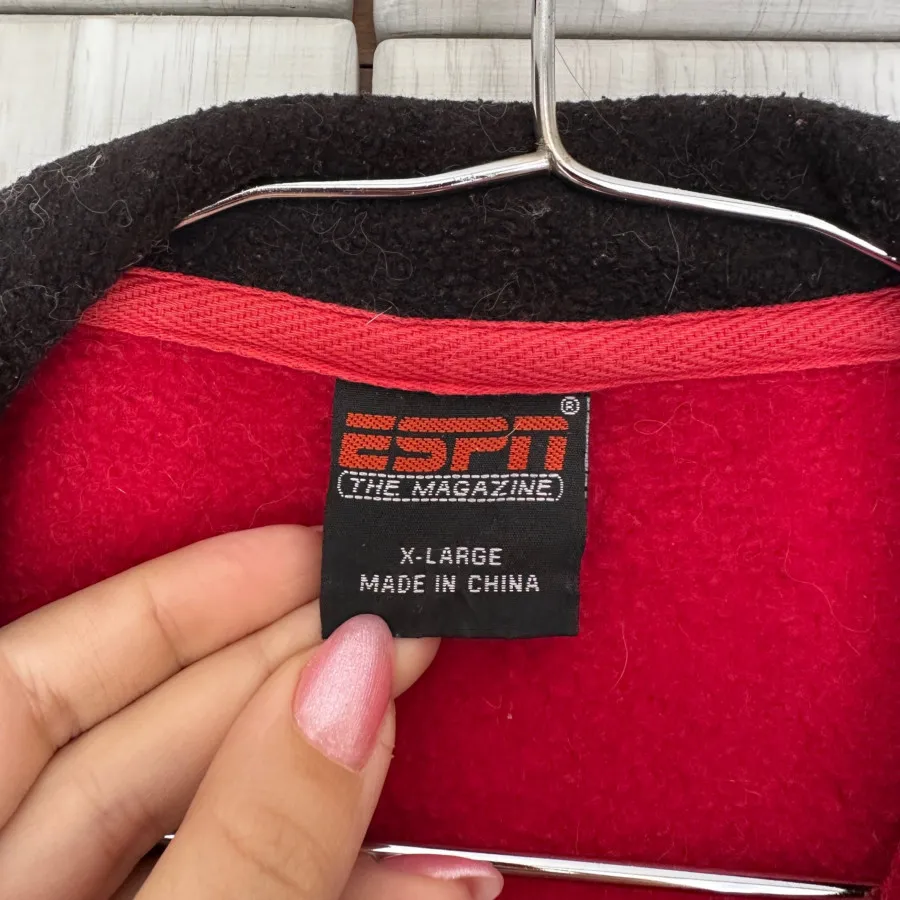 ESPN®
THE MAGAZINE
X-LARGE
MADE IN CHINA